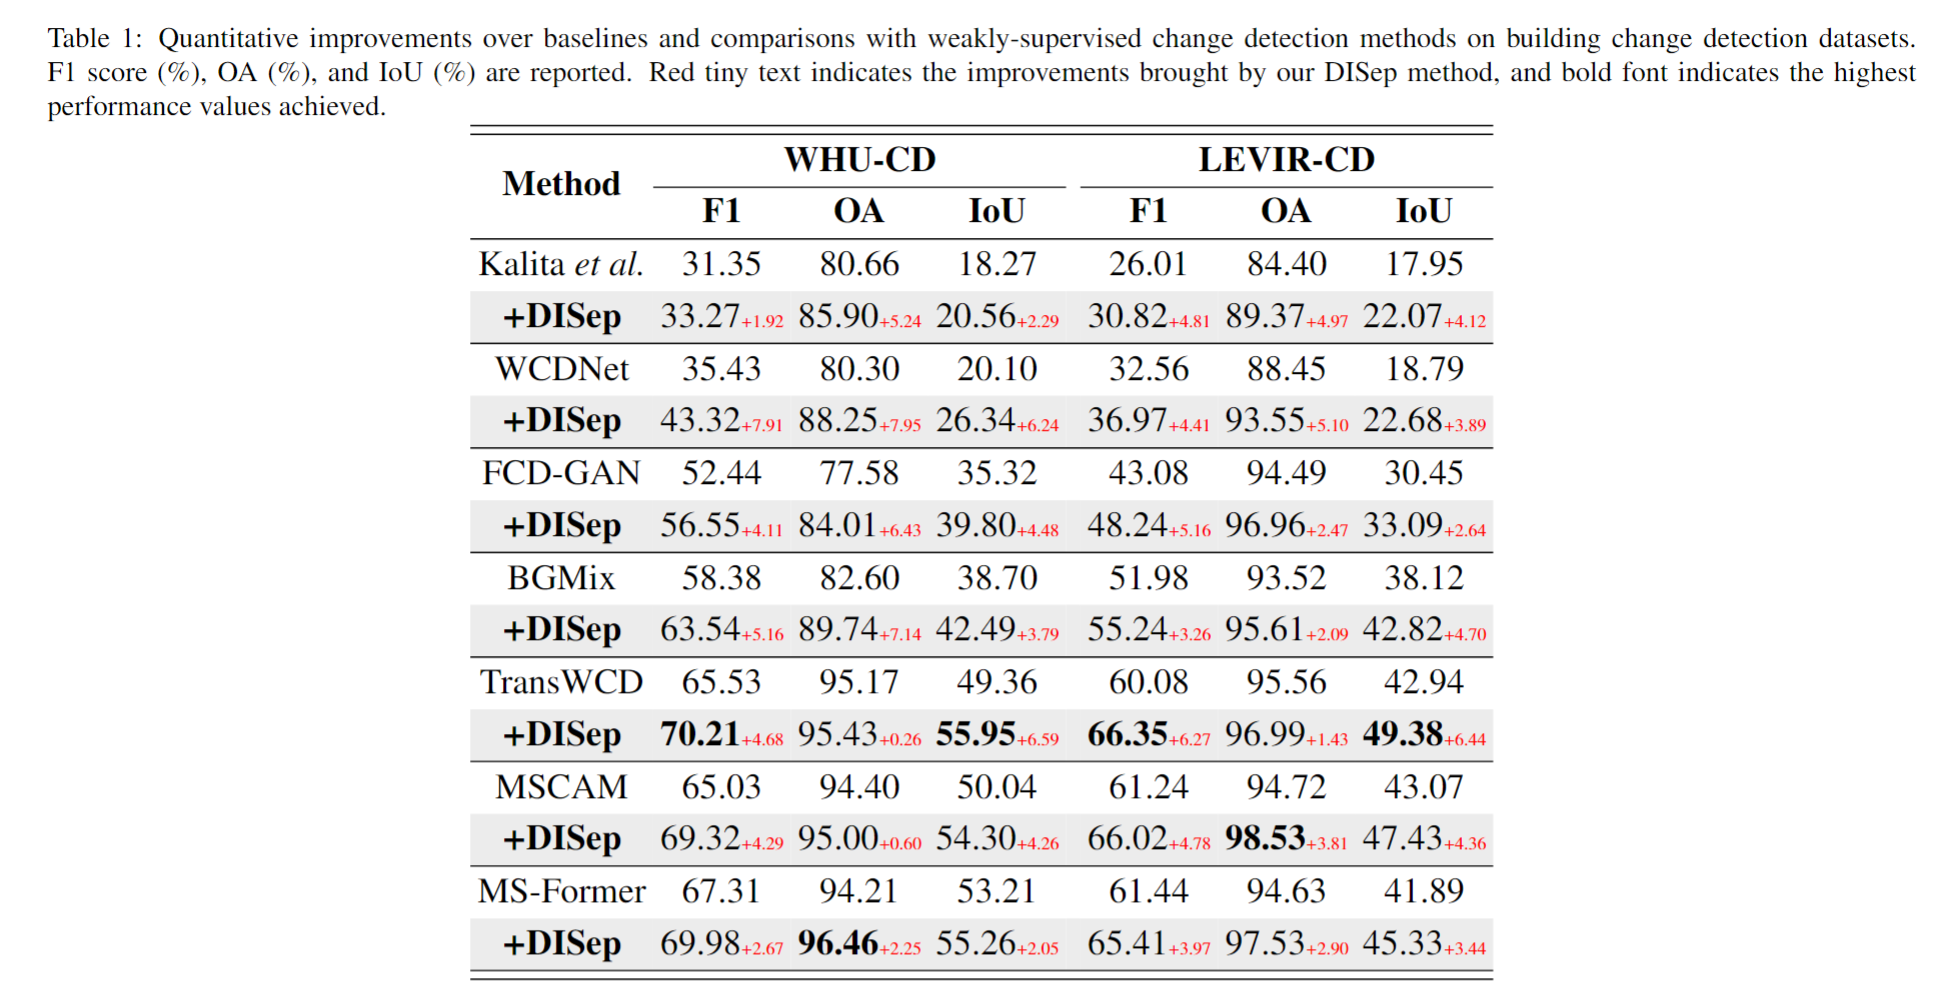 Table 1: Quantitative improvements over baselines and comparisons with weakly-supervised change detection methods on building change detection datasets.
F1 score (%), OA (%), and IoU (%) are reported. Red tiny text indicates the improvements brought by our DISep method, and bold font indicates the highest
performance values achieved.
Method WHU-CD LEVIR-CD
F1 OA IoU F1 OA IoU
Kalita et al. 31.35 80.66 18.27 26.01 84.40 17.95
+DISep 33.27+1.92 85.90+5.24 20.56+2.29 30.82+4.81 89.37+4.97 22.07+4.12
WCDNet 35.43 80.30 20.10 32.56 88.45 18.79
+DISep 43.32+7.91 88.25+7.95 26.34+6.24 36.97+4.41 93.55+5.10 22.68+3.89
FCD-GAN 52.44 77.58 35.32 43.08 94.49 30.45
+DISep 56.55+4.11 84.01+6.43 39.80+4.48 48.24+5.16 96.96+2.47 33.09+2.64
BGMix 58.38 82.60 38.70 51.98 93.52 38.12
+DISep 63.54+5.16 89.74+7.14 42.49+3.79 55.24+3.26 95.61+2.09 42.82+4.70
TransWCD 65.53 95.17 49.36 60.08 95.56 42.94
+DISep 70.21+4.68 95.43+0.26 55.95+6.59 66.35+6.27 96.99+1.43 49.38+6.44
MSCAM 65.03 94.40 50.04 61.24 94.72 43.07
+DISep 69.32+4.29 95.00+0.60 54.30+4.26 66.02+4.78 98.53+3.81 47.43+4.36
MS-Former 67.31 94.21 53.21 61.44 94.63 41.89
+DISep 69.98+2.67 96.46+2.25 55.26+2.05 65.41+3.97 97.53+2.90 45.33+3.44